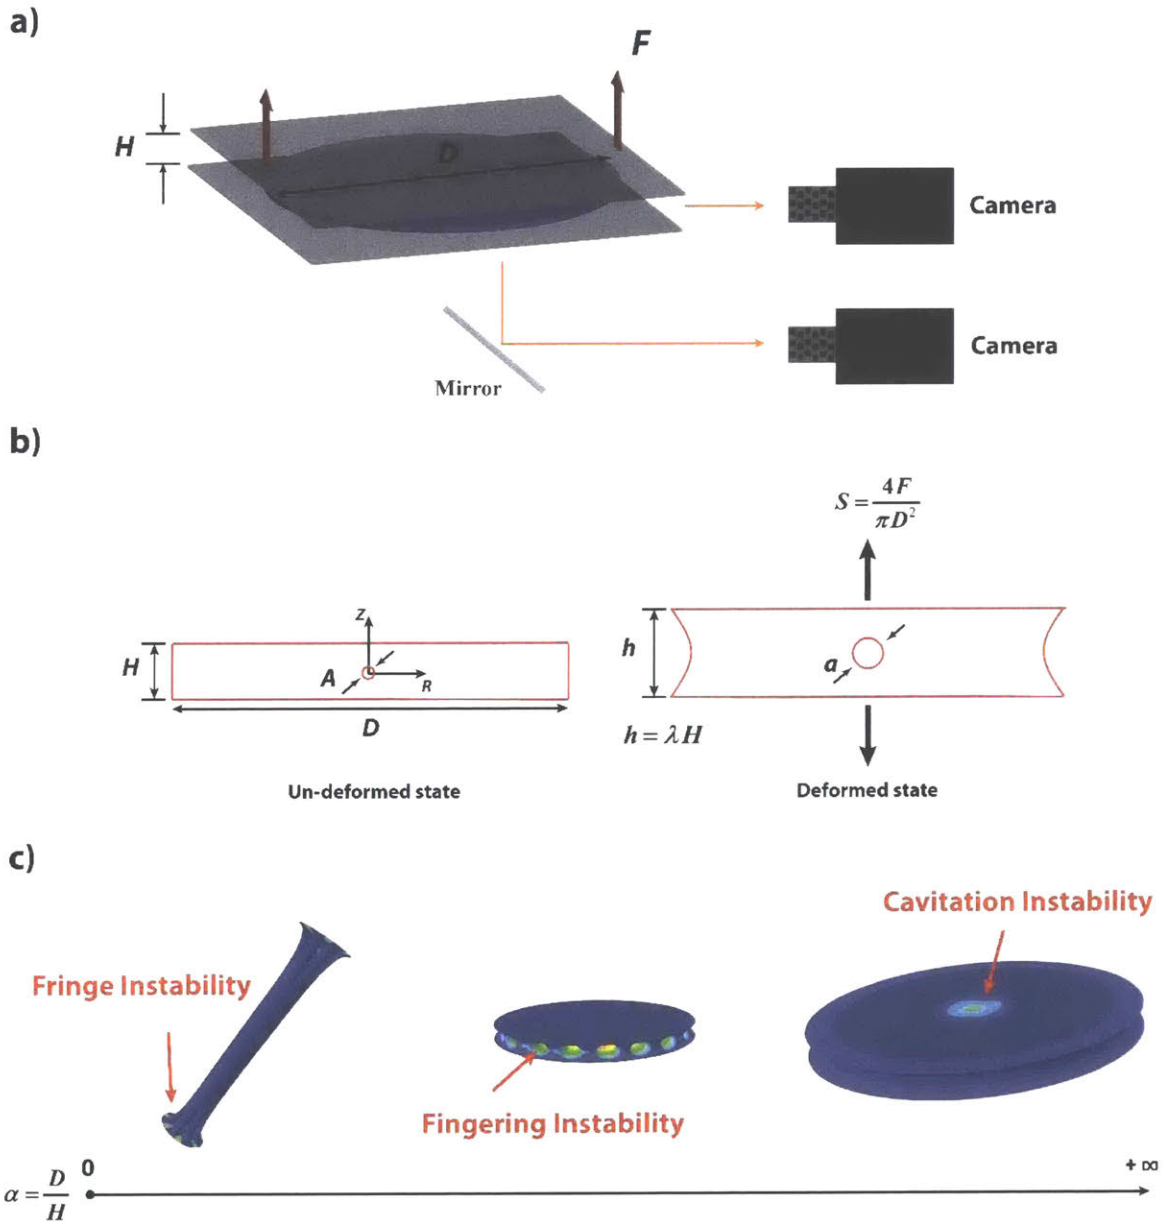 a)
F
H
D
Camera
Camera
Mirror
b)
S = 4F / πD²
z
H
A
R
D
h
a
h = λH
Un-deformed state
Deformed state
c)
Cavitation Instability
Fringe Instability
Fingering Instability
0
+ ∞
α = D / H